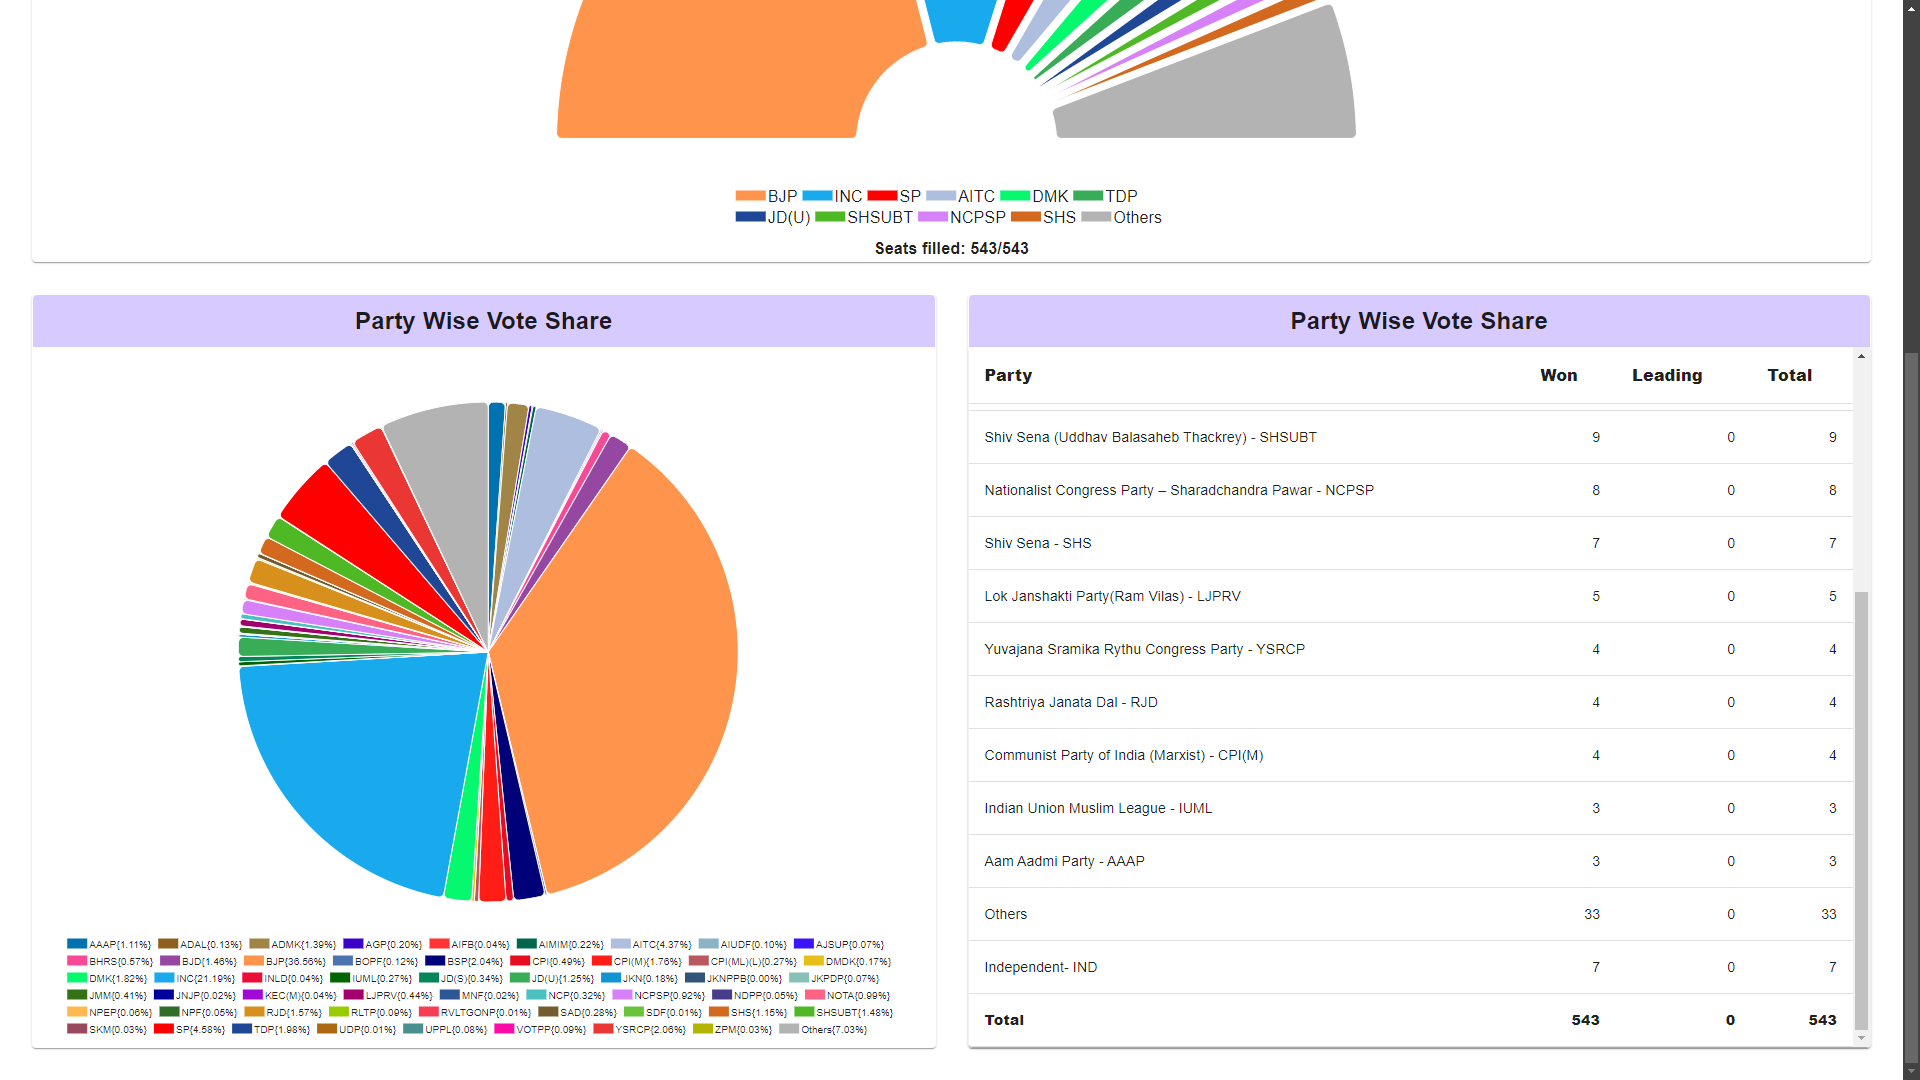 BJP INC SP AITC DMK TDP
JD(U) SHSUBT NCPSP SHS Others
Seats filled: 543/543
Party Wise Vote Share
AAAP{1.11%} ADAL{0.13%} ADMK{1.39%} AGP{0.20%} AIFB{0.04%} AIMIM{0.22%} AITC{4.37%} AIUDF{0.10%} AJSUP{0.07%}
BHRS{0.57%} BJD{1.46%} BJP{36.56%} BOPF{0.12%} BSP{2.04%} CPI{0.49%} CPI(M){1.76%} CPI(ML)(L){0.27%} DMDK{0.17%}
DMK{1.82%} INC{21.19%} INLD{0.04%} IUML{0.27%} JD(S){0.34%} JD(U){1.25%} JKN{0.18%} JKNPPB{0.00%} JKPDP{0.07%}
JMM{0.41%} JNJP{0.02%} KEC(M){0.04%} LJPRV{0.44%} MNF{0.02%} NCP{0.32%} NCPSP{0.92%} NDPP{0.05%} NOTA{0.99%}
NPEP{0.06%} NPF{0.05%} RJD{1.57%} RLTP{0.09%} RVLTGONP{0.01%} SAD{0.28%} SDF{0.01%} SHS{1.15%} SHSUBT{1.48%}
SKM{0.03%} SP{4.58%} TDP{1.98%} UDP{0.01%} UPPL{0.08%} VOTPP{0.09%} YSRCP{2.06%} ZPM{0.03%} Others{7.03%}
Party Wise Vote Share
Party Won Leading Total
Shiv Sena (Uddhav Balasaheb Thackrey) - SHSUBT 9 0 9
Nationalist Congress Party – Sharadchandra Pawar - NCPSP 8 0 8
Shiv Sena - SHS 7 0 7
Lok Janshakti Party(Ram Vilas) - LJPRV 5 0 5
Yuvajana Sramika Rythu Congress Party - YSRCP 4 0 4
Rashtriya Janata Dal - RJD 4 0 4
Communist Party of India (Marxist) - CPI(M) 4 0 4
Indian Union Muslim League - IUML 3 0 3
Aam Aadmi Party - AAAP 3 0 3
Others 33 0 33
Independent- IND 7 0 7
Total 543 0 543